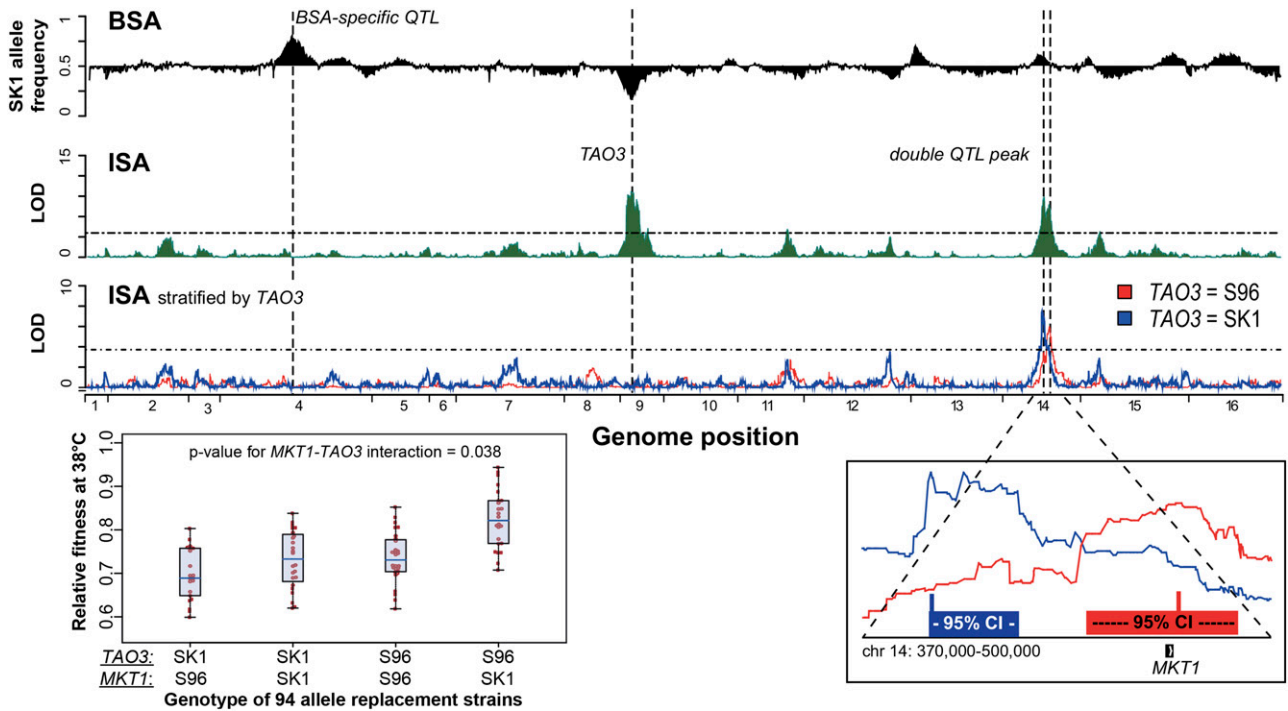 BSA
BSA-specific QTL
SK1 allele
frequency
1
0.5
0
ISA
TAO3
double QTL peak
LOD
15
0
ISA stratified by TAO3
LOD
10
0
TAO3 = S96
TAO3 = SK1
1 2 3 4 5 6 7 8 9 10 11 12 13 14 15 16
Genome position
p-value for MKT1-TAO3 interaction = 0.038
Relative fitness at 38°C
1.0
0.9
0.8
0.7
0.6
TAO3: SK1 SK1 S96 S96
MKT1: S96 SK1 S96 SK1
Genotype of 94 allele replacement strains
- 95% CI -
------ 95% CI ------
chr 14: 370,000-500,000
MKT1